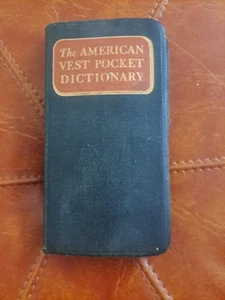 The AMERICAN
VEST POCKET
DICTIONARY